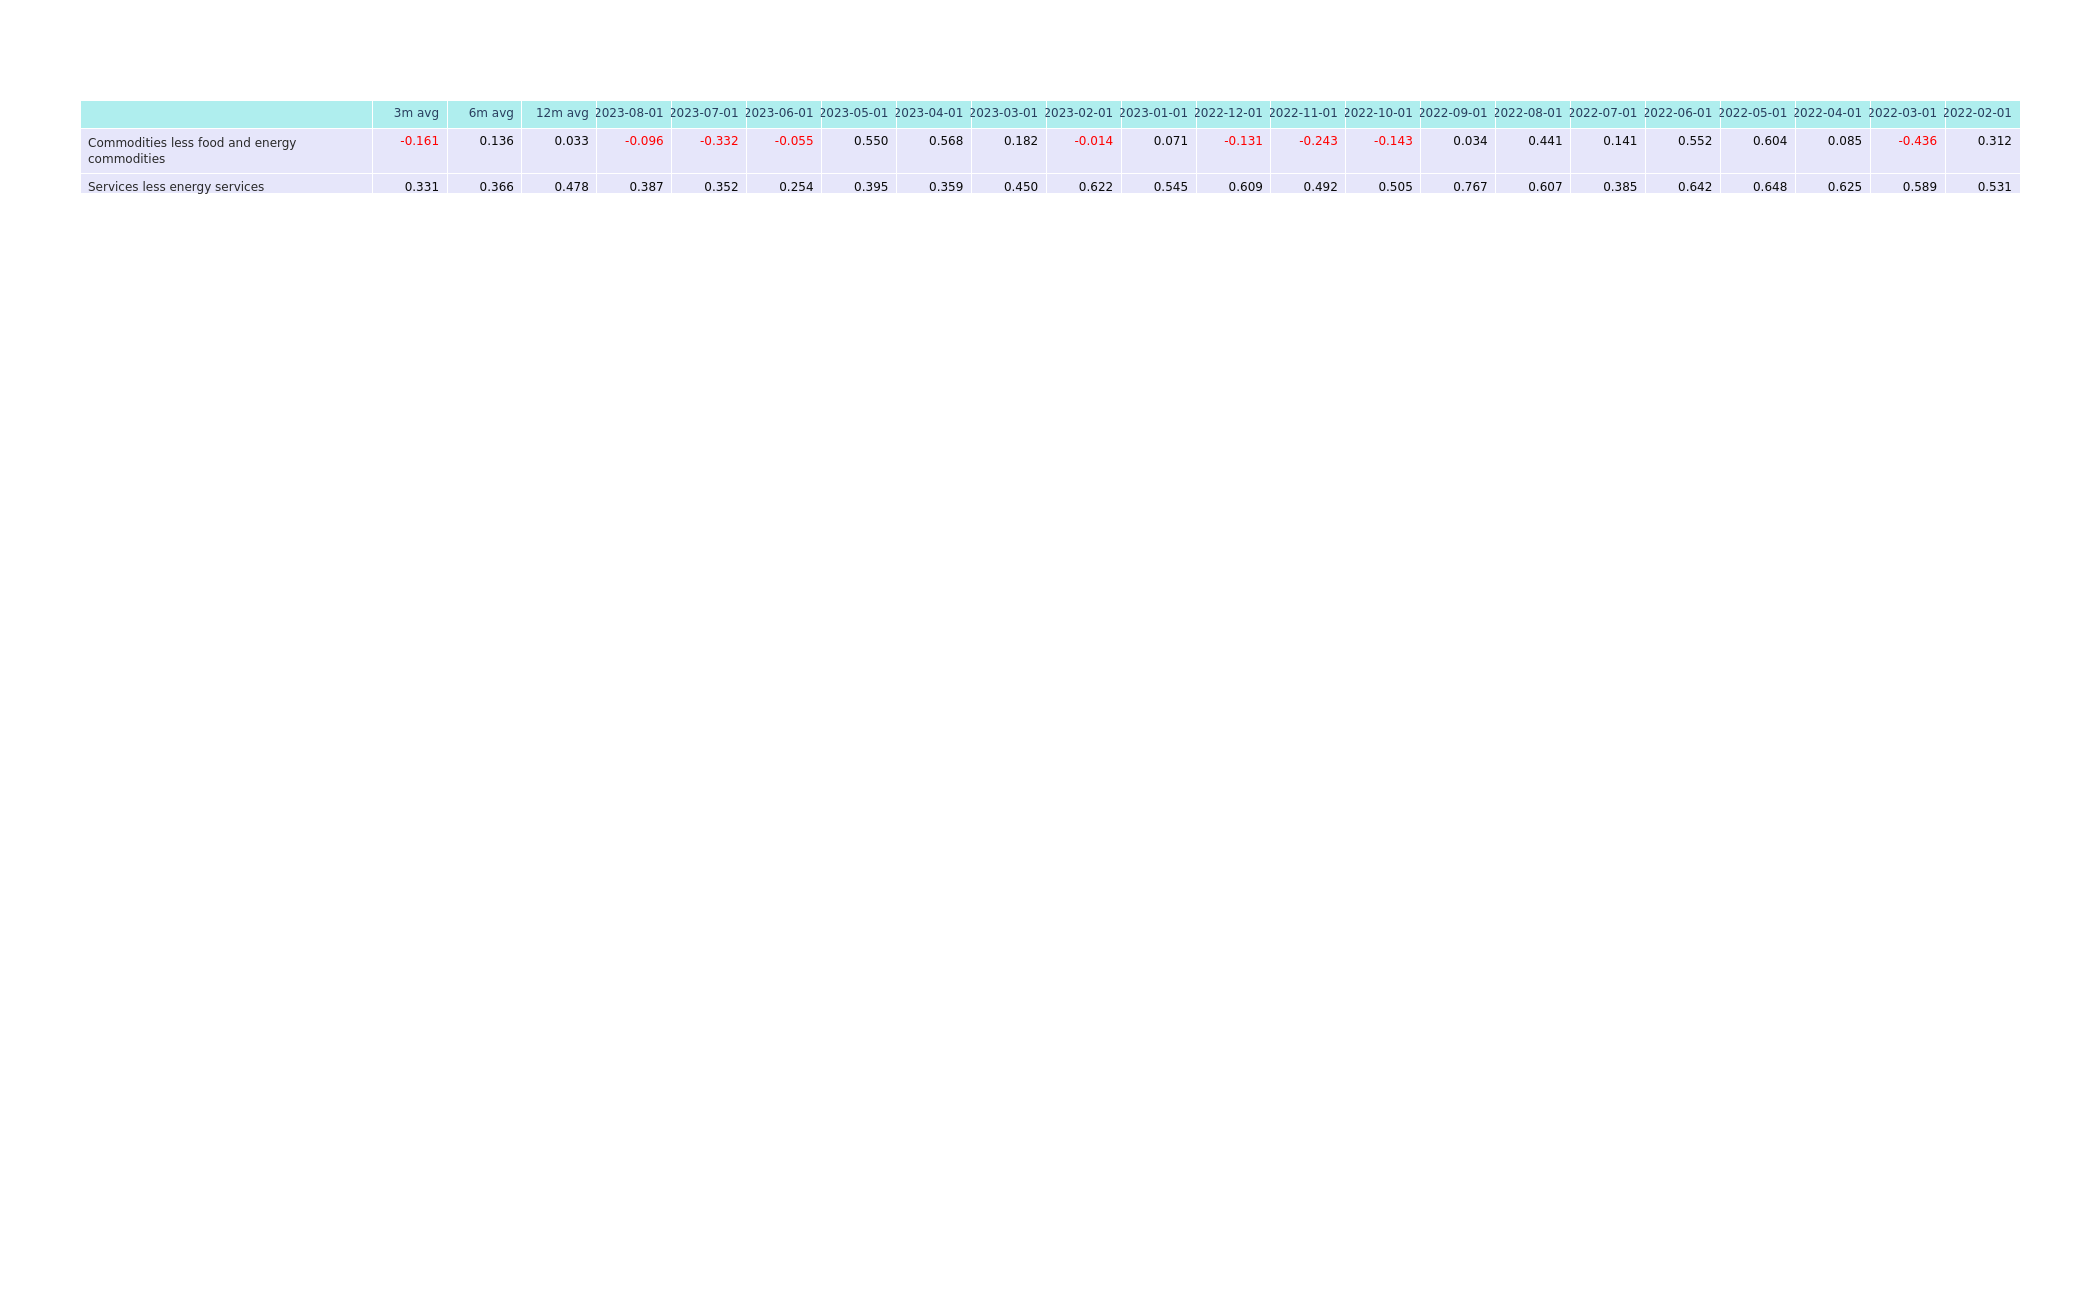 3m avg 6m avg 12m avg 2023-08-01 2023-07-01 2023-06-01 2023-05-01 2023-04-01 2023-03-01 2023-02-01 2023-01-01 2022-12-01 2022-11-01 2022-10-01 2022-09-01 2022-08-01 2022-07-01 2022-06-01 2022-05-01 2022-04-01 2022-03-01 2022-02-01
Commodities less food and energy -0.161 0.136 0.033 -0.096 -0.332 -0.055 0.550 0.568 0.182 -0.014 0.071 -0.131 -0.243 -0.143 0.034 0.441 0.141 0.552 0.604 0.085 -0.436 0.312
commodities
Services less energy services 0.331 0.366 0.478 0.387 0.352 0.254 0.395 0.359 0.450 0.622 0.545 0.609 0.492 0.505 0.767 0.607 0.385 0.642 0.648 0.625 0.589 0.531